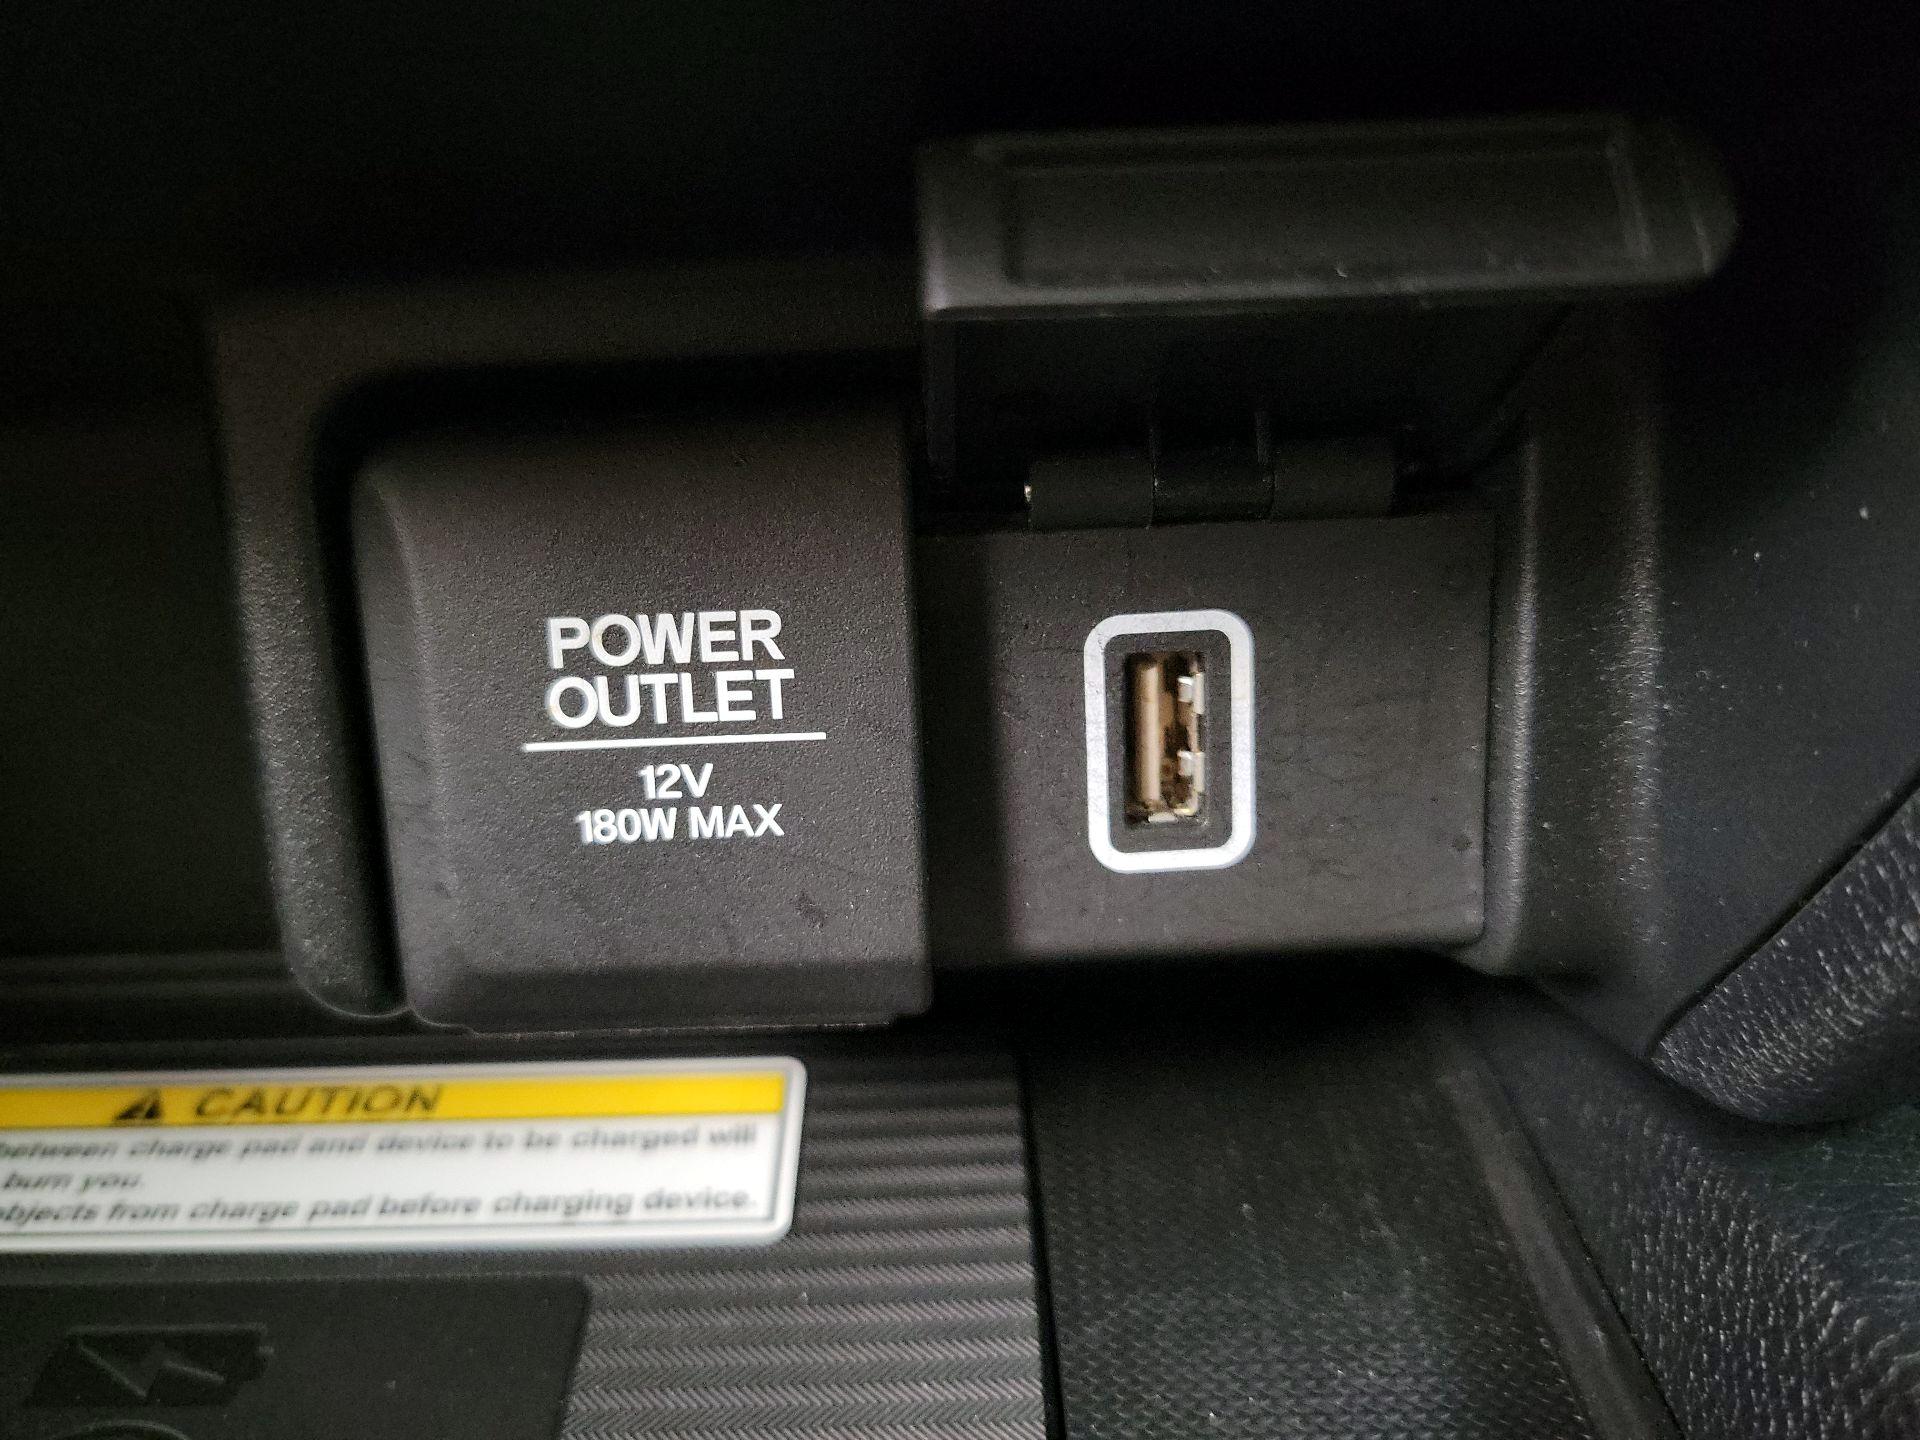 POWER
OUTLET
12V
180W MAX
CAUTION
between charge pad and device to be charged will
burn you.
objects from charge pad before charging device.